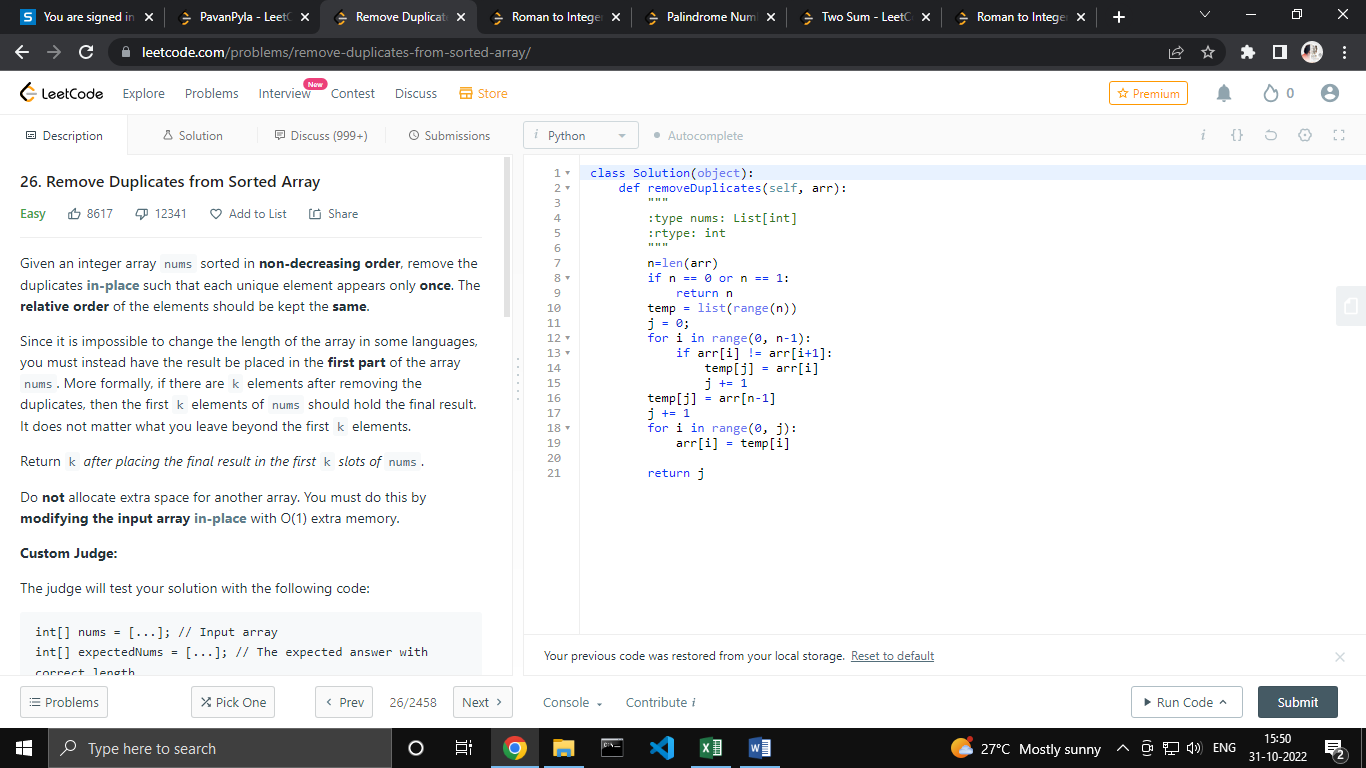 You are signed in
PavanPyla - LeetC
Remove Duplicat
Roman to Intege
Palindrome Num
Two Sum - LeetC
Roman to Intege
leetcode.com/problems/remove-duplicates-from-sorted-array/
LeetCode Explore Problems Interview New Contest Discuss Store
Premium 0
Description Solution Discuss (999+) Submissions
i Python Autocomplete
26. Remove Duplicates from Sorted Array
Easy 8617 12341 Add to List Share
Given an integer array nums sorted in non-decreasing order, remove the
duplicates in-place such that each unique element appears only once. The
relative order of the elements should be kept the same.
Since it is impossible to change the length of the array in some languages,
you must instead have the result be placed in the first part of the array
nums. More formally, if there are k elements after removing the
duplicates, then the first k elements of nums should hold the final result.
It does not matter what you leave beyond the first k elements.
Return k after placing the final result in the first k slots of nums.
Do not allocate extra space for another array. You must do this by
modifying the input array in-place with O(1) extra memory.
Custom Judge:
The judge will test your solution with the following code:
int[] nums = [...]; // Input array
int[] expectedNums = [...]; // The expected answer with
correct length
1 class Solution(object):
2 def removeDuplicates(self, arr):
3 """
4 :type nums: List[int]
5 :rtype: int
6 """
7 n=len(arr)
8 if n == 0 or n == 1:
9 return n
10 temp = list(range(n))
11 j = 0;
12 for i in range(0, n-1):
13 if arr[i] != arr[i+1]:
14 temp[j] = arr[i]
15 j += 1
16 temp[j] = arr[n-1]
17 j += 1
18 for i in range(0, j):
19 arr[i] = temp[i]
20
21 return j
Your previous code was restored from your local storage. Reset to default
Problems Pick One Prev 26/2458 Next Console Contribute i Run Code Submit
Type here to search
27°C Mostly sunny ENG
15:50
31-10-2022
2